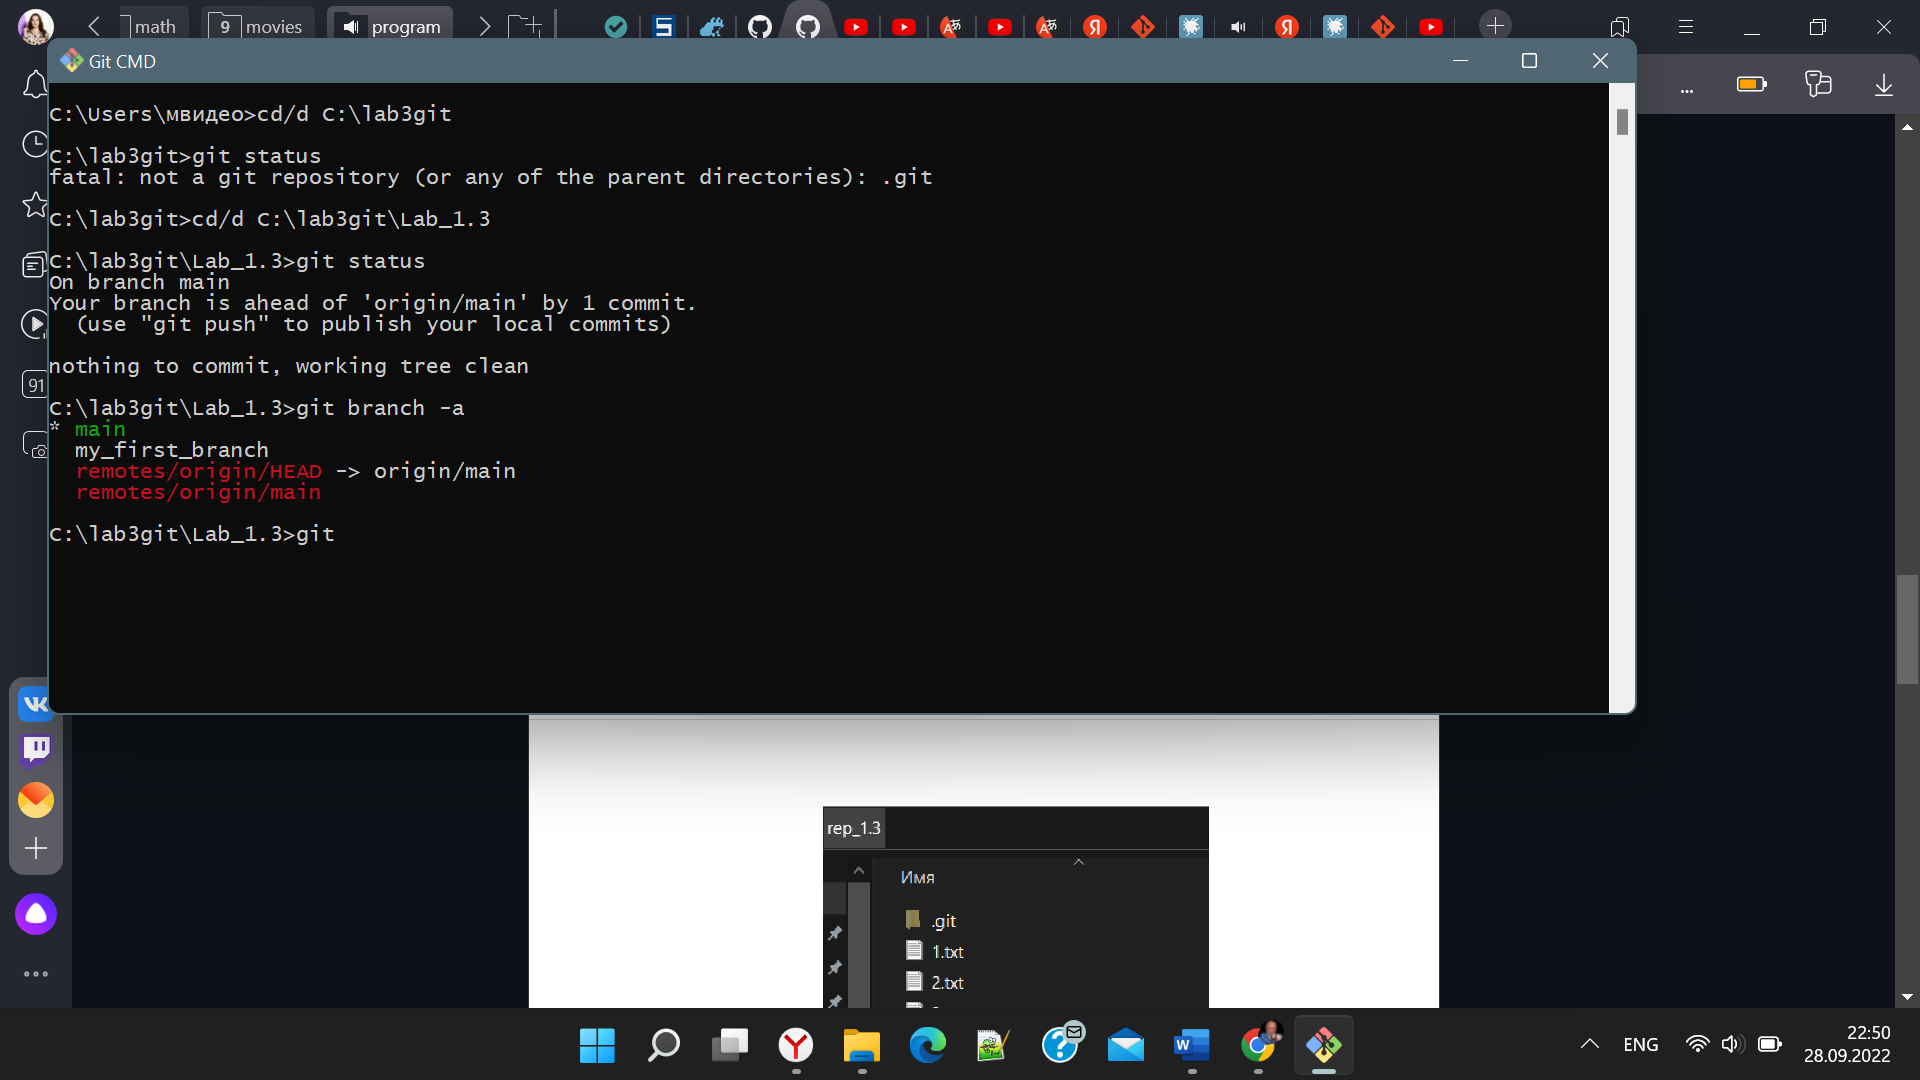 math
9 movies
program
Git CMD
C:\Users\мвидео>cd/d C:\lab3git
C:\lab3git>git status
fatal: not a git repository (or any of the parent directories): .git
C:\lab3git>cd/d C:\lab3git\Lab_1.3
C:\lab3git\Lab_1.3>git status
On branch main
Your branch is ahead of 'origin/main' by 1 commit.
(use "git push" to publish your local commits)
nothing to commit, working tree clean
C:\lab3git\Lab_1.3>git branch -a
* main
my_first_branch
remotes/origin/HEAD -> origin/main
remotes/origin/main
C:\lab3git\Lab_1.3>git
91
rep_1.3
Имя
.git
1.txt
2.txt
ENG
22:50
28.09.2022